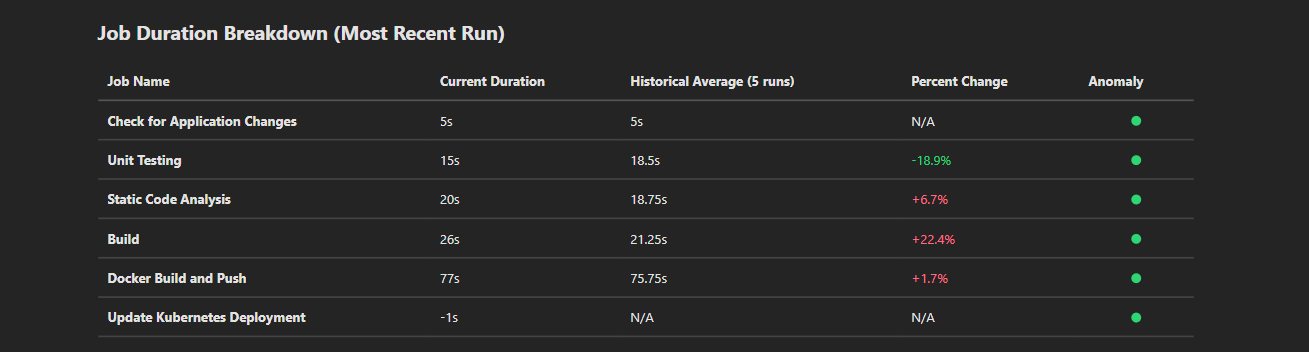 Job Duration Breakdown (Most Recent Run)
Job Name Current Duration Historical Average (5 runs) Percent Change Anomaly
Check for Application Changes 5s 5s N/A
Unit Testing 15s 18.5s -18.9%
Static Code Analysis 20s 18.75s +6.7%
Build 26s 21.25s +22.4%
Docker Build and Push 77s 75.75s +1.7%
Update Kubernetes Deployment -1s N/A N/A